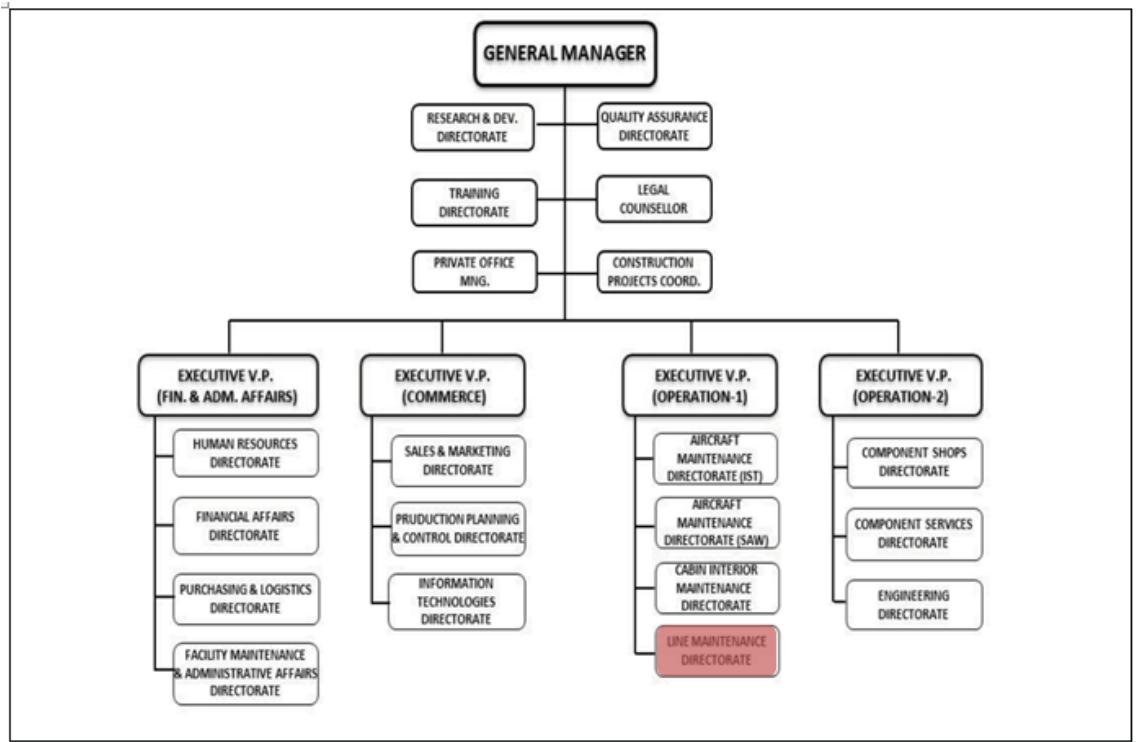 GENERAL MANAGER
RESEARCH & DEV.
DIRECTORATE
QUALITY ASSURANCE
DIRECTORATE
TRAINING
DIRECTORATE
LEGAL
COUNSELLOR
PRIVATE OFFICE
MNG.
CONSTRUCTION
PROJECTS COORD.
EXECUTIVE V.P.
(FIN. & ADM. AFFAIRS)
HUMAN RESOURCES
DIRECTORATE
FINANCIAL AFFAIRS
DIRECTORATE
PURCHASING & LOGISTICS
DIRECTORATE
FACILITY MAINTENANCE
& ADMINISTRATIVE AFFAIRS
DIRECTORATE
EXECUTIVE V.P.
(COMMERCE)
SALES & MARKETING
DIRECTORATE
PRUDUCTION PLANNING
& CONTROL DIRECTORATE
INFORMATION
TECHNOLOGIES
DIRECTORATE
EXECUTIVE V.P.
(OPERATION-1)
AIRCRAFT
MAINTENANCE
DIRECTORATE (IST)
AIRCRAFT
MAINTENANCE
DIRECTORATE (SAW)
CABIN INTERIOR
MAINTENANCE
DIRECTORATE
LINE MAINTENANCE
DIRECTORATE
EXECUTIVE V.P.
(OPERATION-2)
COMPONENT SHOPS
DIRECTORATE
COMPONENT SERVICES
DIRECTORATE
ENGINEERING
DIRECTORATE